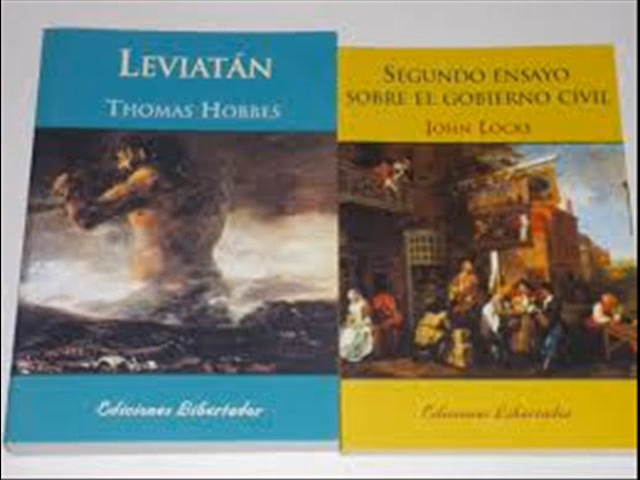 LEVIATÁN
THOMAS HOBBES
Ediciones Libertador
SEGUNDO ENSAYO
SOBRE EL GOBIERNO CIVIL
JOHN LOCKE
Ediciones Libertador